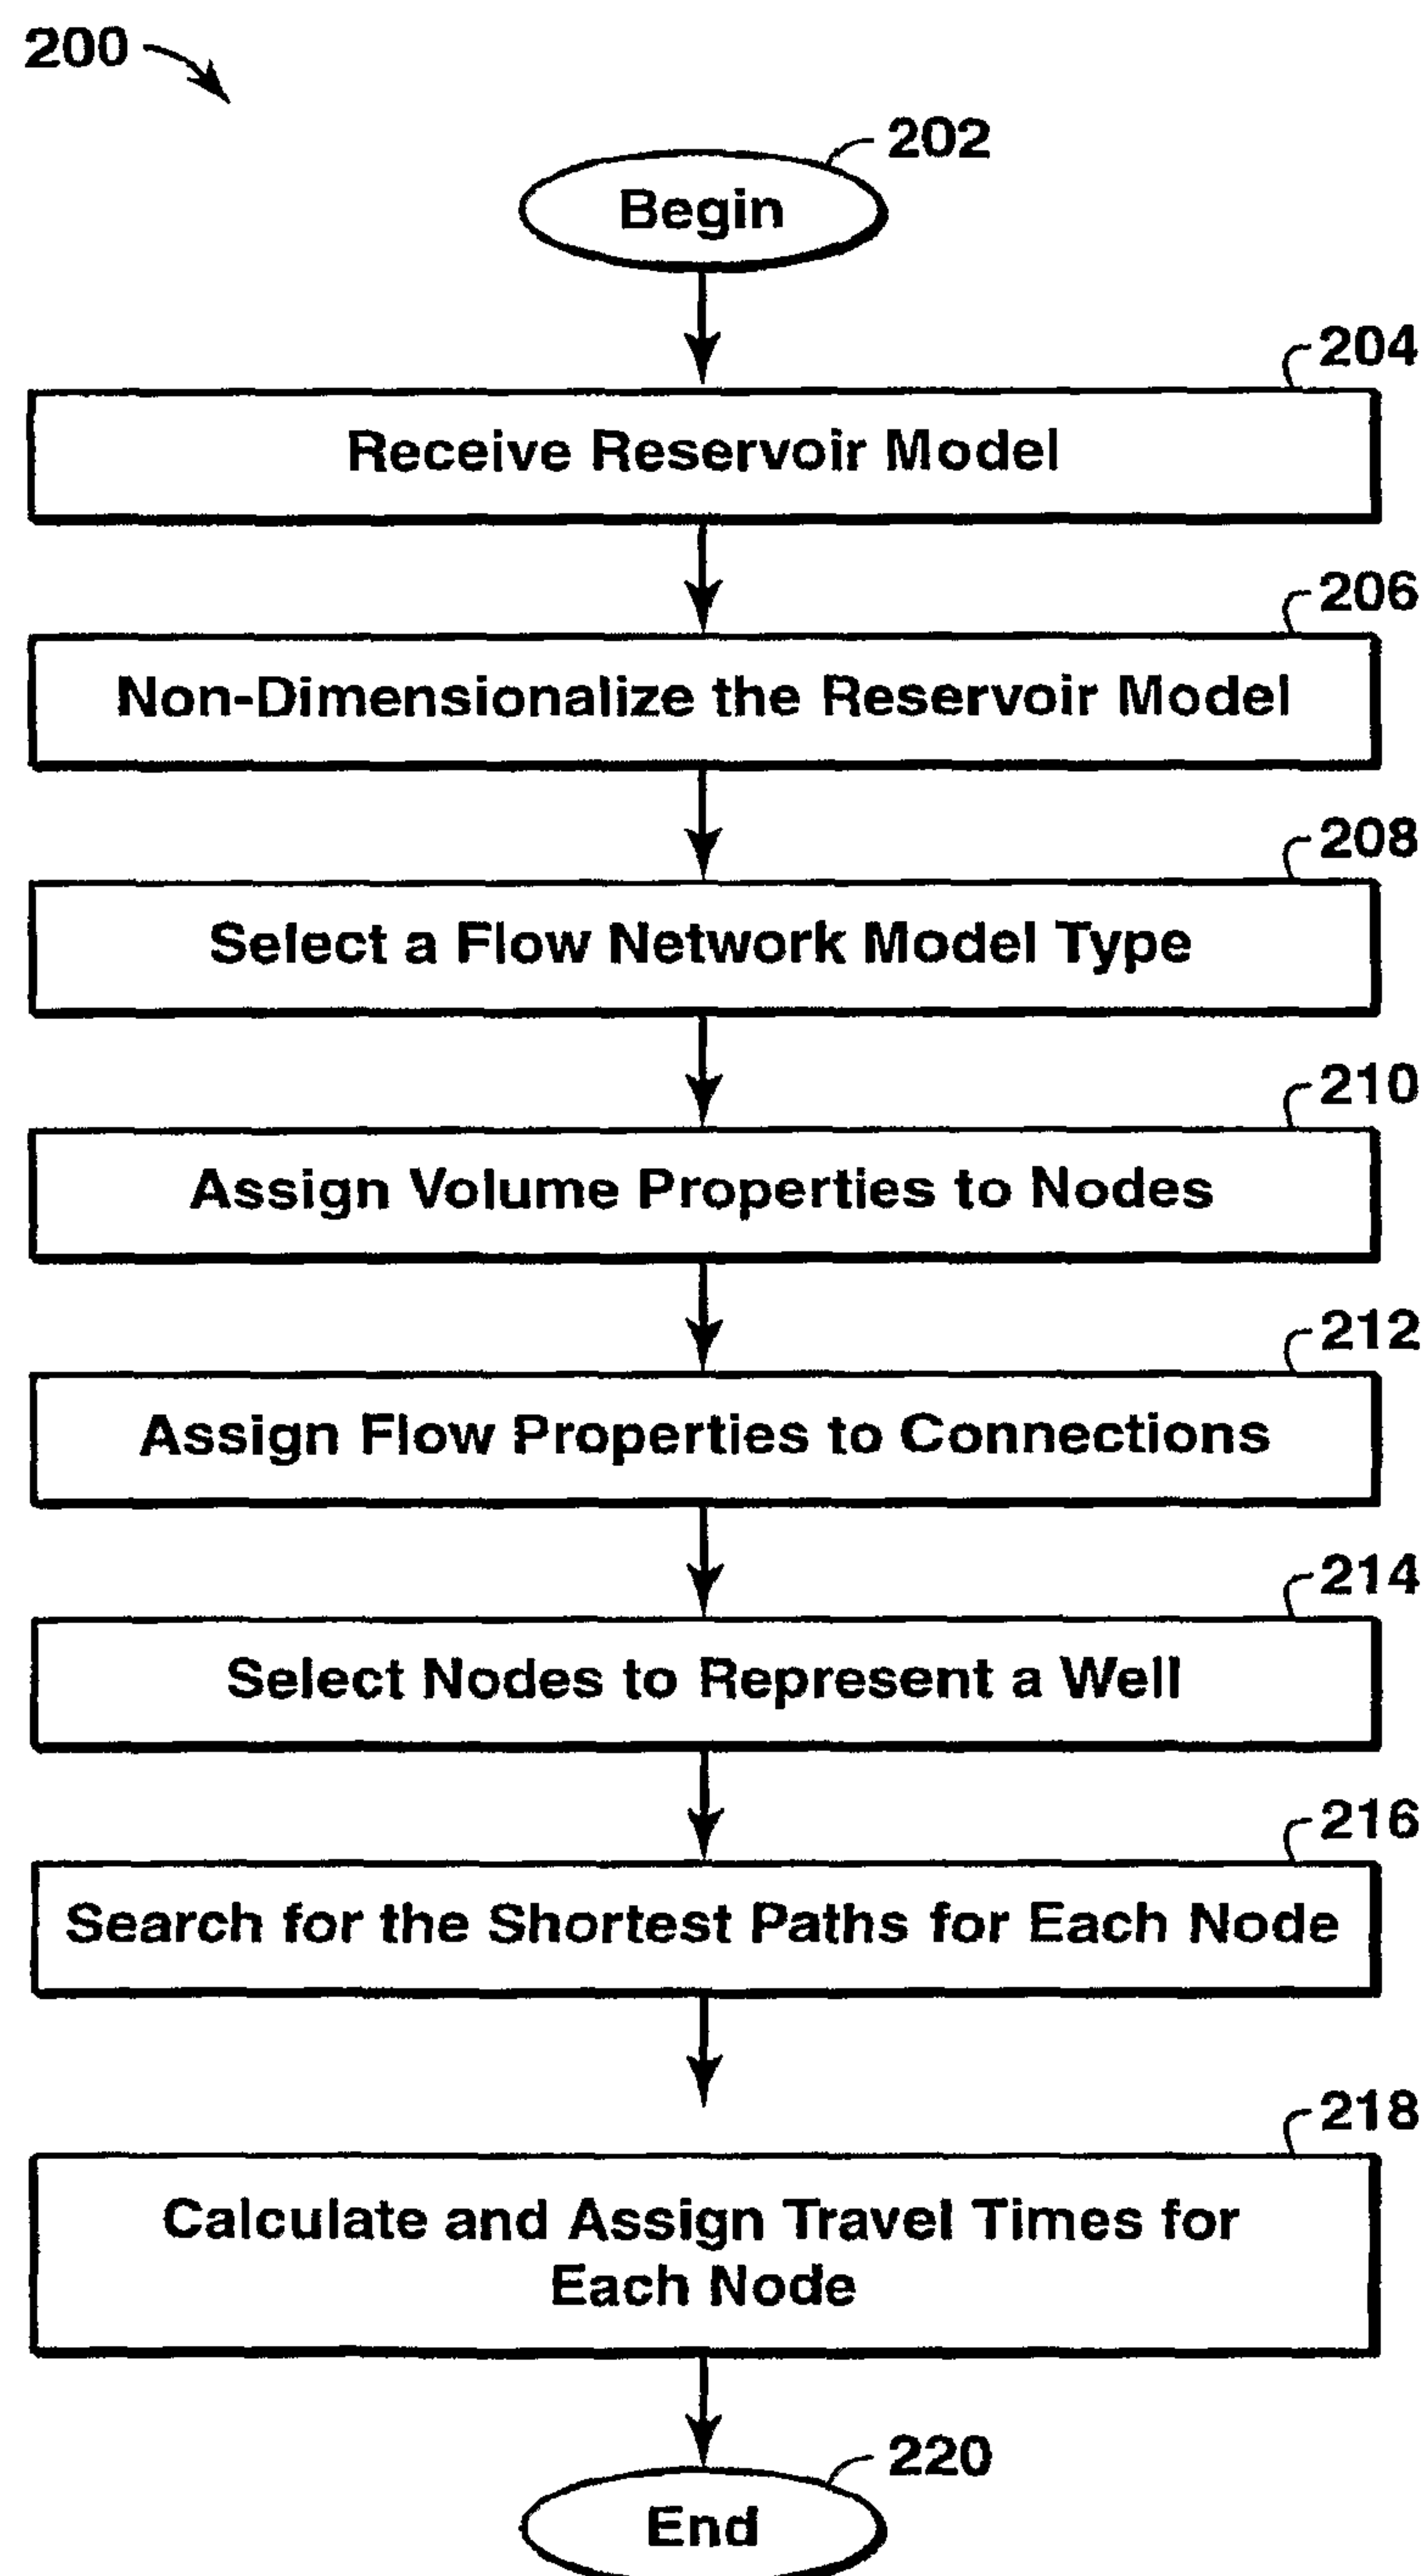 200
202
Begin
204
Receive Reservoir Model
206
Non-Dimensionalize the Reservoir Model
208
Select a Flow Network Model Type
210
Assign Volume Properties to Nodes
212
Assign Flow Properties to Connections
214
Select Nodes to Represent a Well
216
Search for the Shortest Paths for Each Node
218
Calculate and Assign Travel Times for
Each Node
220
End